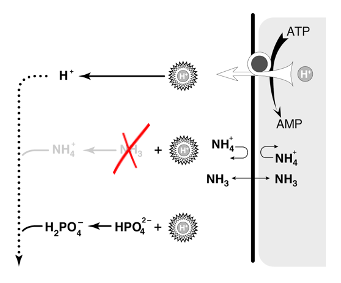 ATP
H⁺ H⁺ H⁺
AMP
NH₄⁺ NH₃ + H⁺ NH₄⁺ NH₄⁺
NH₃ NH₃
H₂PO₄⁻ HPO₄²⁻ + H⁺